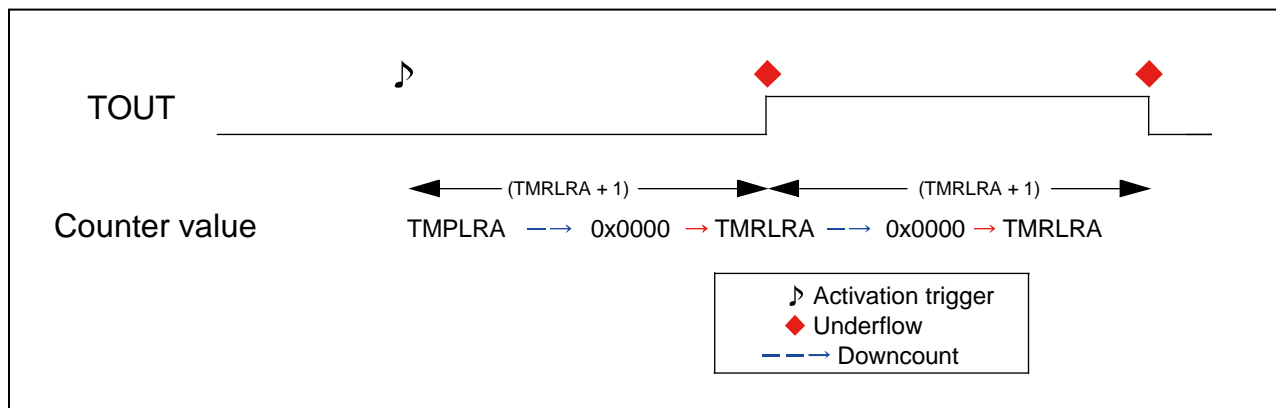 TOUT
(TMRLRA + 1) (TMRLRA + 1)
Counter value TMPLRA 0x0000 TMRLRA 0x0000 TMRLRA
Activation trigger
Underflow
Downcount